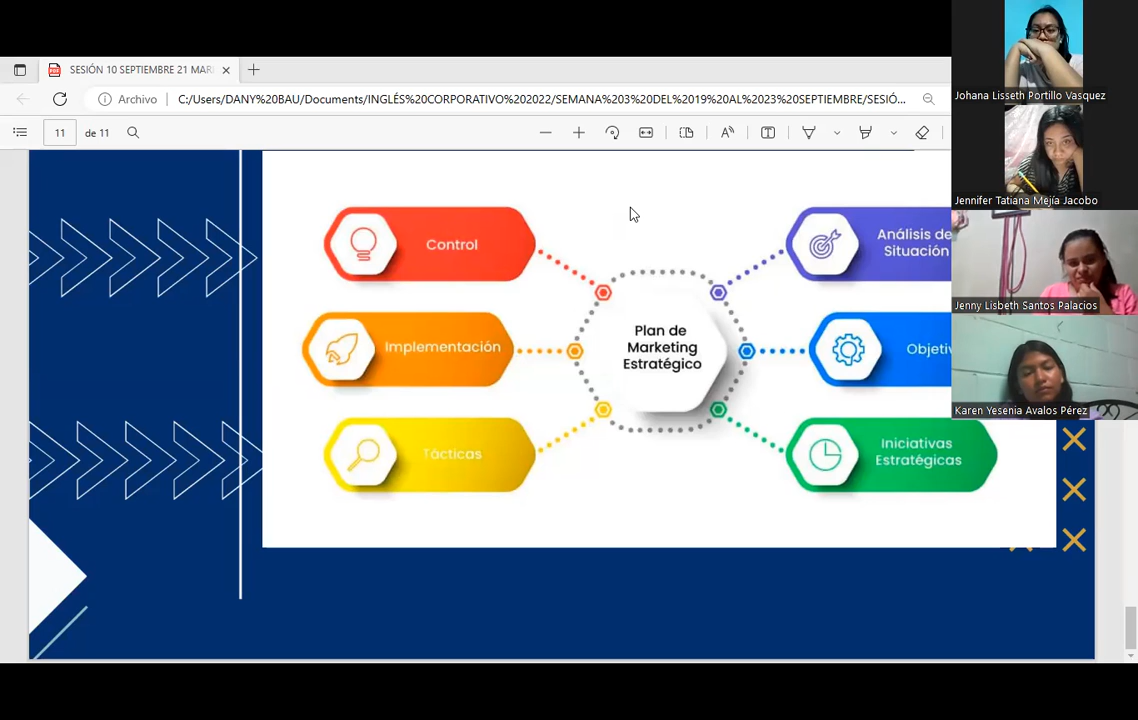 SESIÓN 10 SEPTIEMBRE 21 MAR
Archivo
C:/Users/DANY%20BAU/Documents/INGLÉS%20CORPORATIVO%202022/SEMANA%203%20DEL%2019%20AL%2023%20SEPTIEMBRE/SESIÓ...
11
de 11
Control
Implementación
Tácticas
Plan de
Marketing
Estratégico
Análisis de
Situación
Objetiv
Iniciativas
Estratégicas
Johana Lisseth Portillo Vasquez
Jennifer Tatiana Mejía Jacobo
Jenny Lisbeth Santos Palacios
Karen Yesenia Avalos Pérez